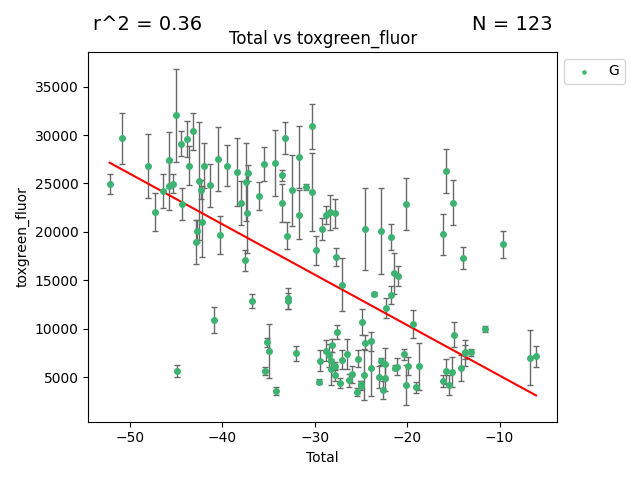 r^2 = 0.36
N = 123
Total vs toxgreen_fluor
G
35000
30000
25000
20000
15000
10000
5000
toxgreen_fluor
−50
−40
−30
−20
−10
Total